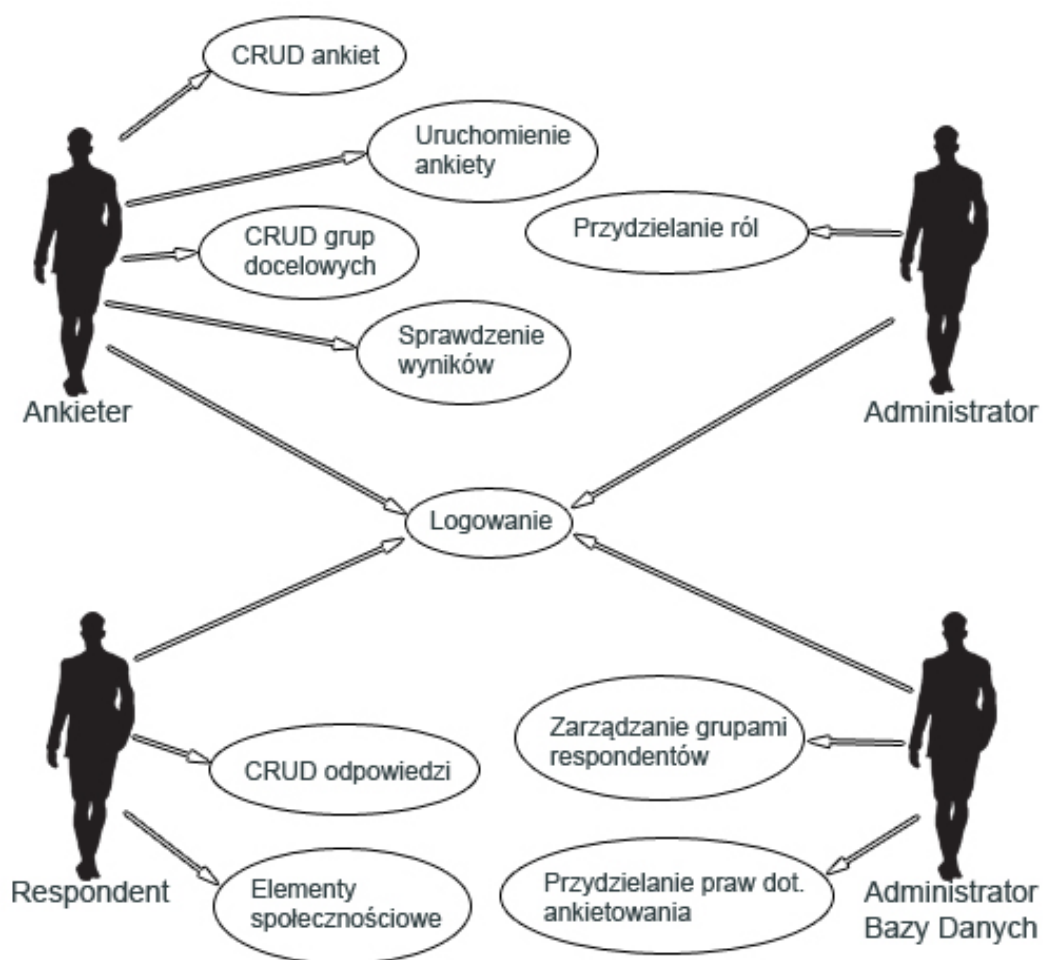 CRUD ankiet
Uruchomienie
ankiety
Przydzielanie ról
CRUD grup
docelowych
Sprawdzenie
wyników
Ankieter
Administrator
Logowanie
Zarządzanie grupami
respondentów
CRUD odpowiedzi
Respondent
Elementy
społecznościowe
Przydzielanie praw dot.
ankietowania
Administrator
Bazy Danych